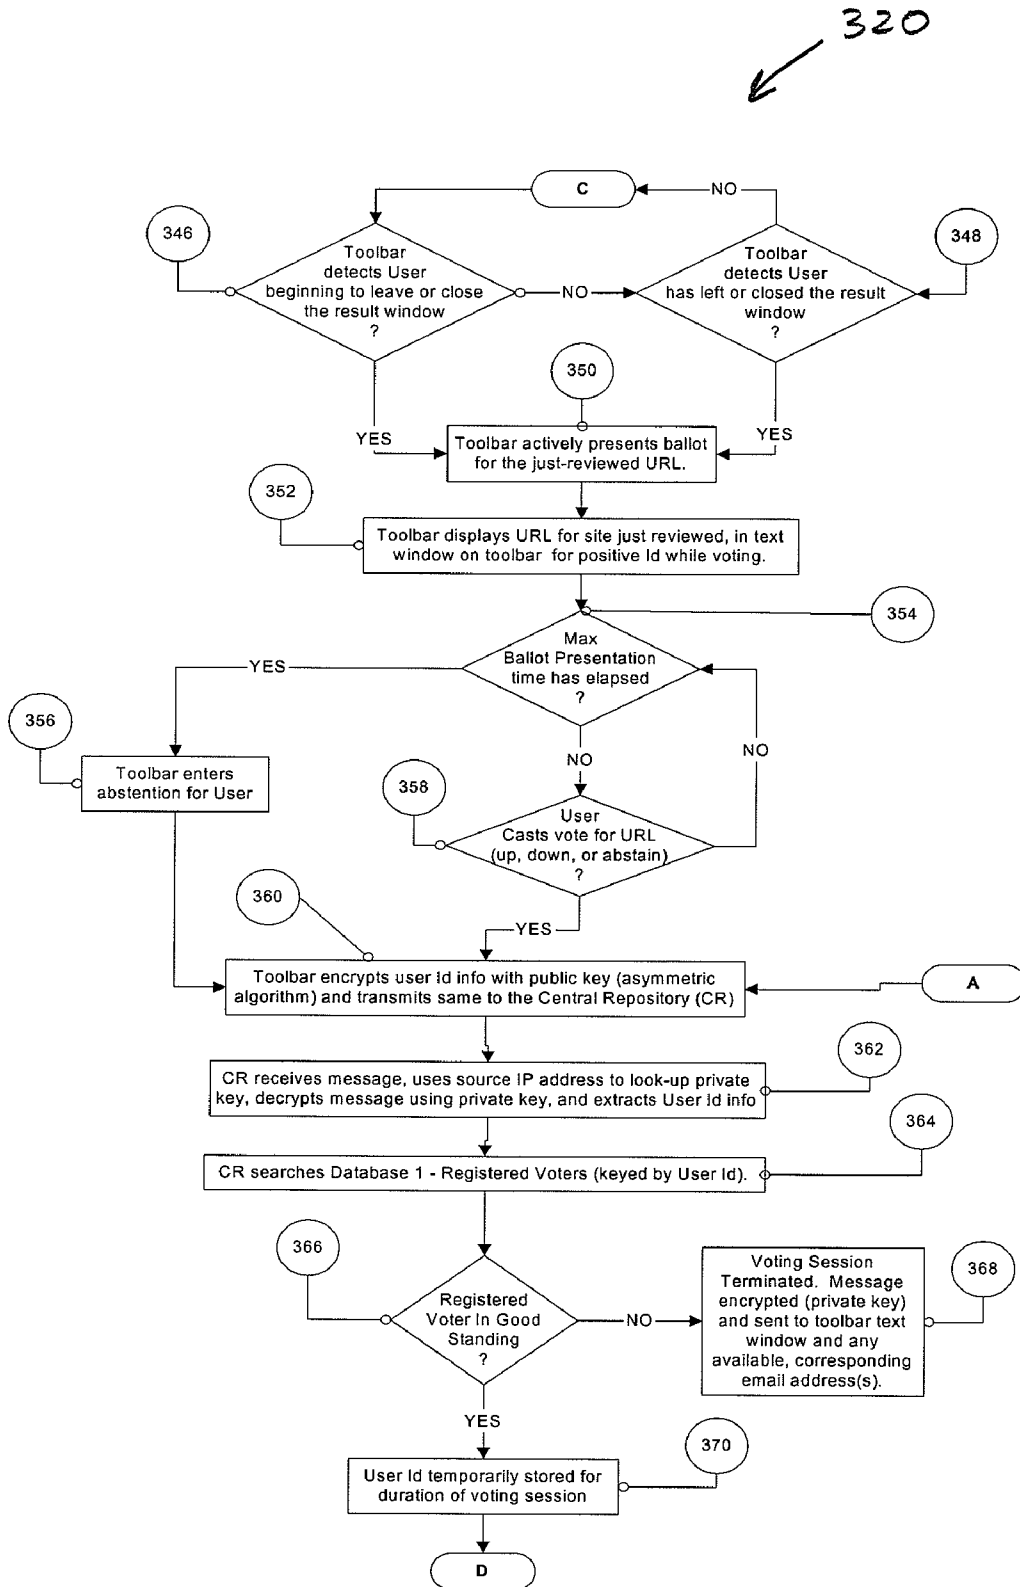 320
C
NO
346
Toolbar
detects User
beginning to leave or close
the result window
?
NO
Toolbar
detects User
has left or closed the result
window
?
348
350
YES
YES
Toolbar actively presents ballot
for the just-reviewed URL.
352
Toolbar displays URL for site just reviewed, in text
window on toolbar for positive Id while voting.
354
Max
Ballot Presentation
time has elapsed
?
YES
NO
NO
356
Toolbar enters
abstention for User
358
User
Casts vote for URL
(up, down, or abstain)
?
360
YES
Toolbar encrypts user Id info with public key (asymmetric
algorithm) and transmits same to the Central Repository (CR)
A
362
CR receives message, uses source IP address to look-up private
key, decrypts message using private key, and extracts User Id info
364
CR searches Database 1 - Registered Voters (keyed by User Id).
366
Registered
Voter In Good
Standing
?
NO
Voting Session
Terminated. Message
encrypted (private key)
and sent to toolbar text
window and any
available, corresponding
email address(s).
368
YES
370
User Id temporarily stored for
duration of voting session
D